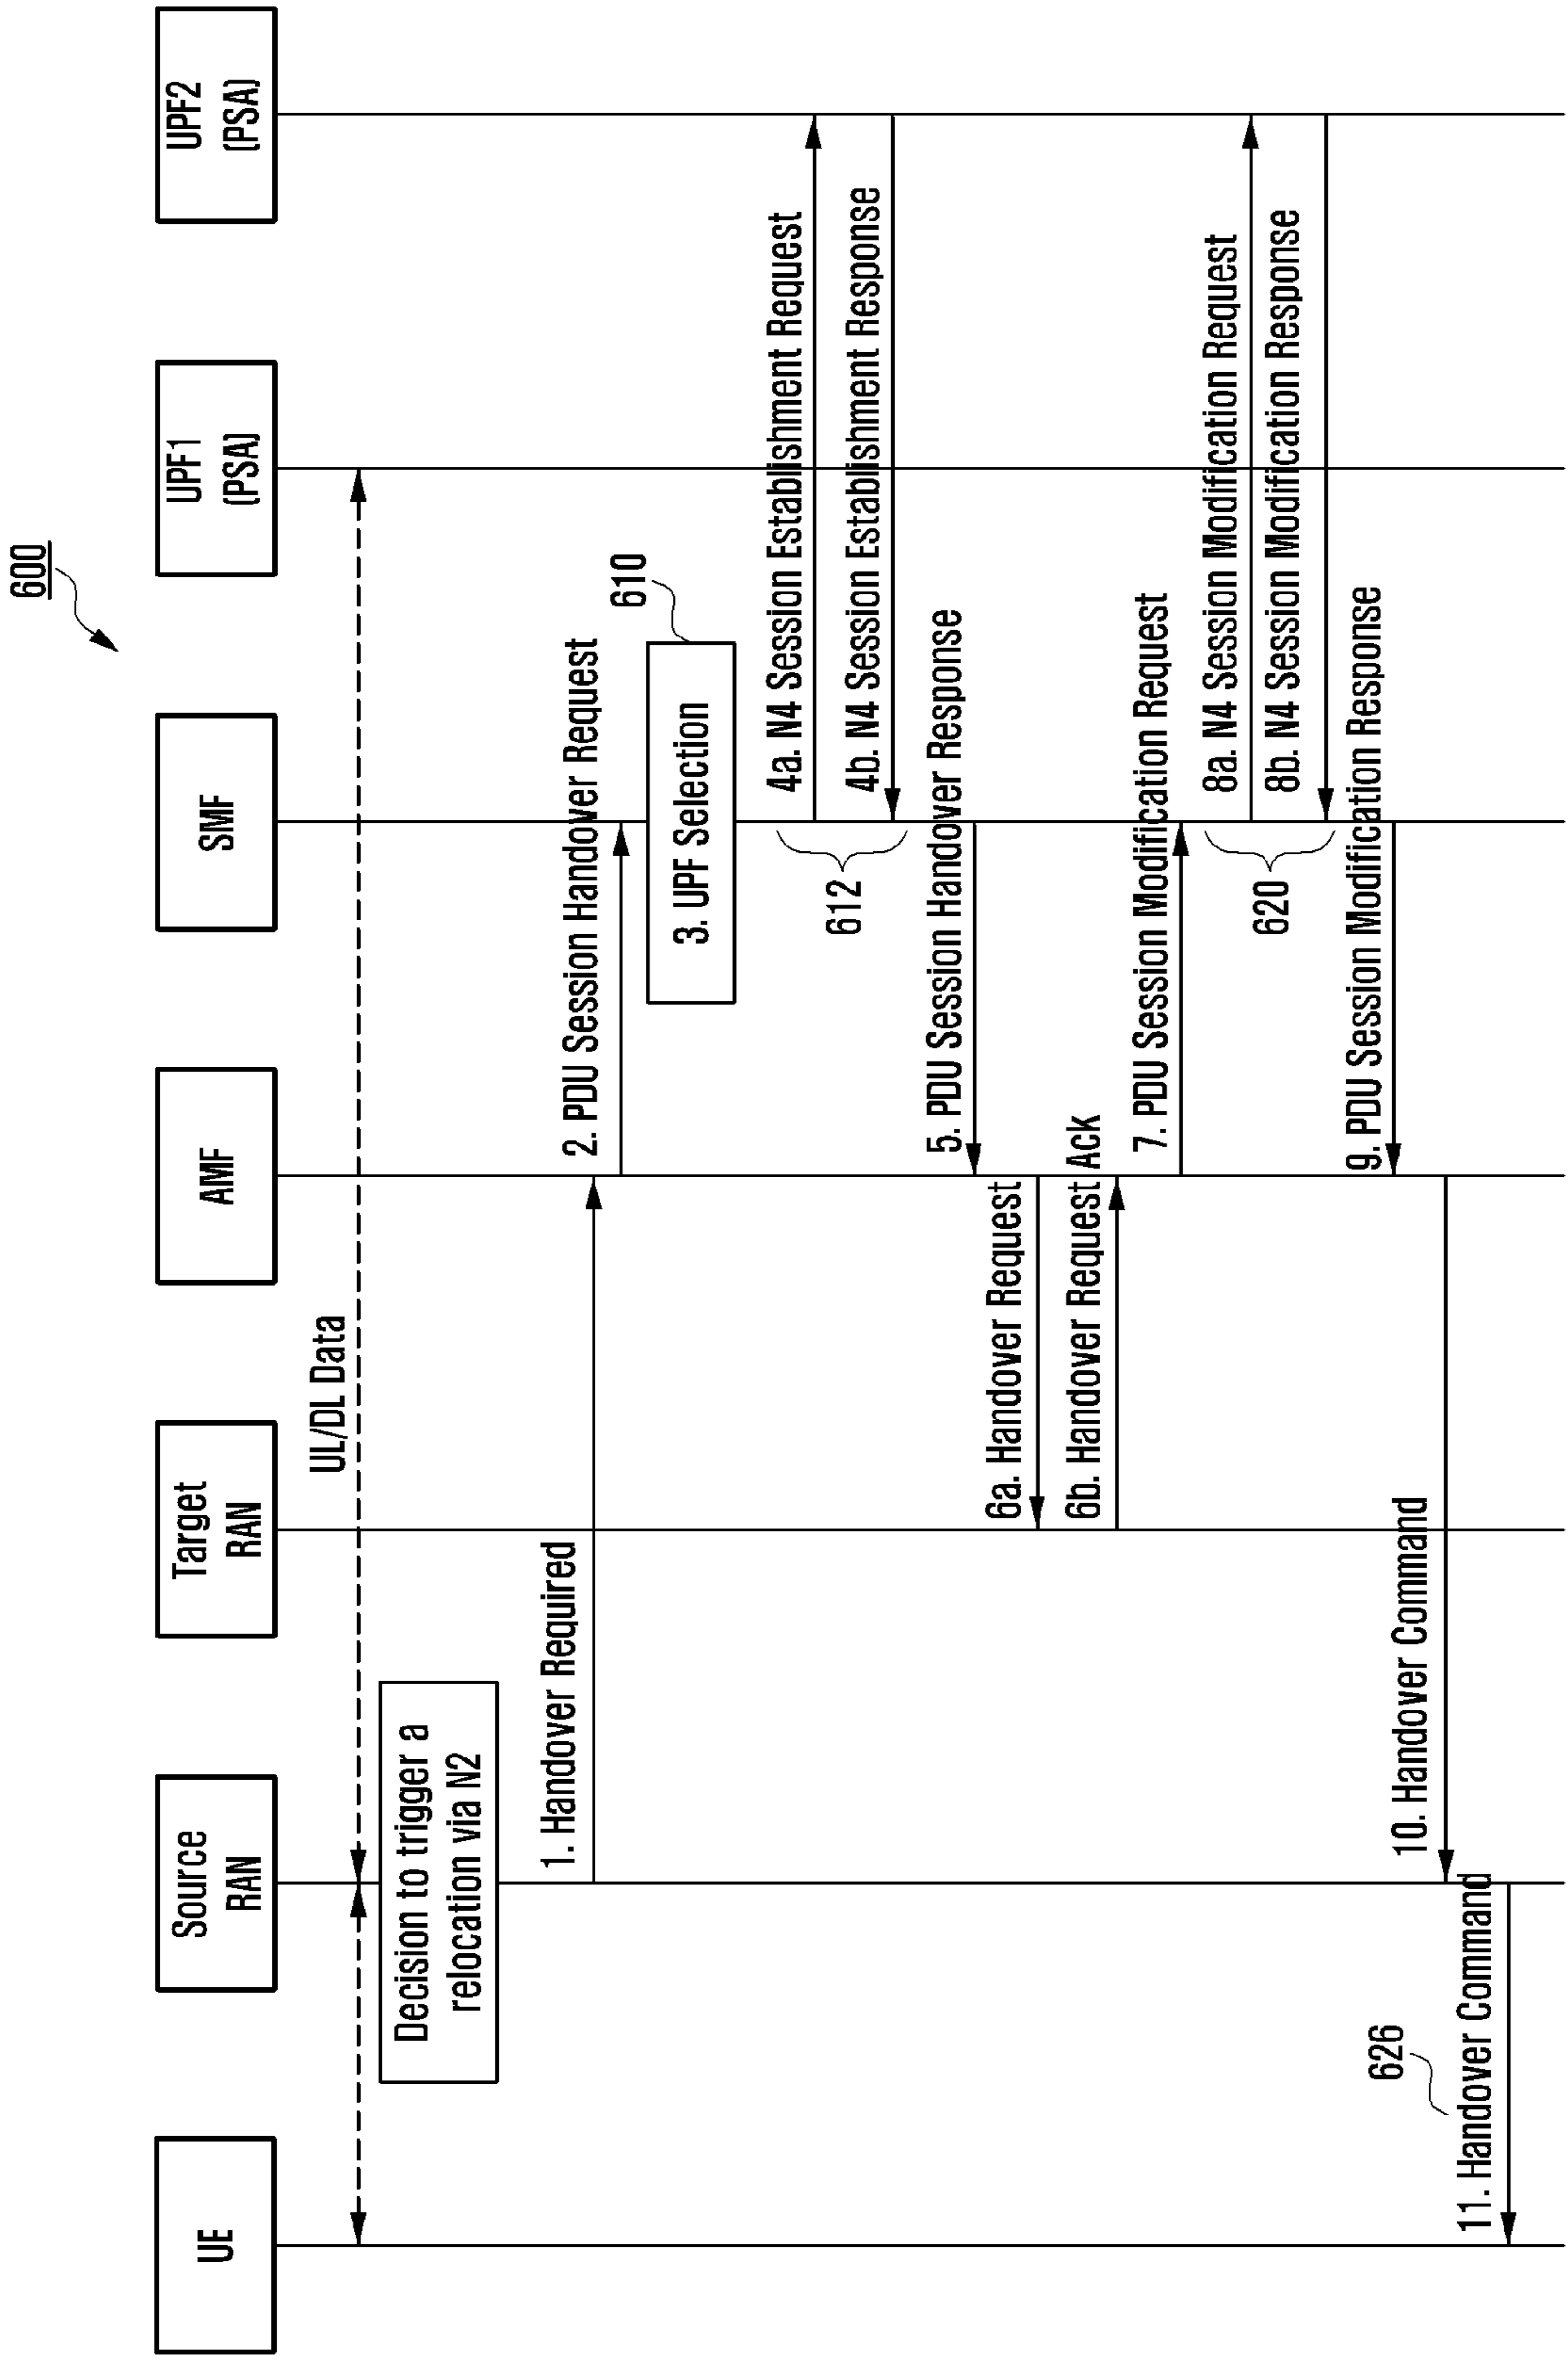 600
UE
Source
RAN
Target
RAN
AMF
SMF
UPF1
(PSA)
UPF2
(PSA)
UL/DL Data
Decision to trigger a
relocation via N2
1. Handover Required
2. PDU Session Handover Request
3. UPF Selection
610
4a. N4 Session Establishment Request
4b. N4 Session Establishment Response
612
5. PDU Session Handover Response
6a. Handover Request
6b. Handover Request Ack
7. PDU Session Modification Request
8a. N4 Session Modification Request
8b. N4 Session Modification Response
620
9. PDU Session Modification Response
10. Handover Command
626
11. Handover Command